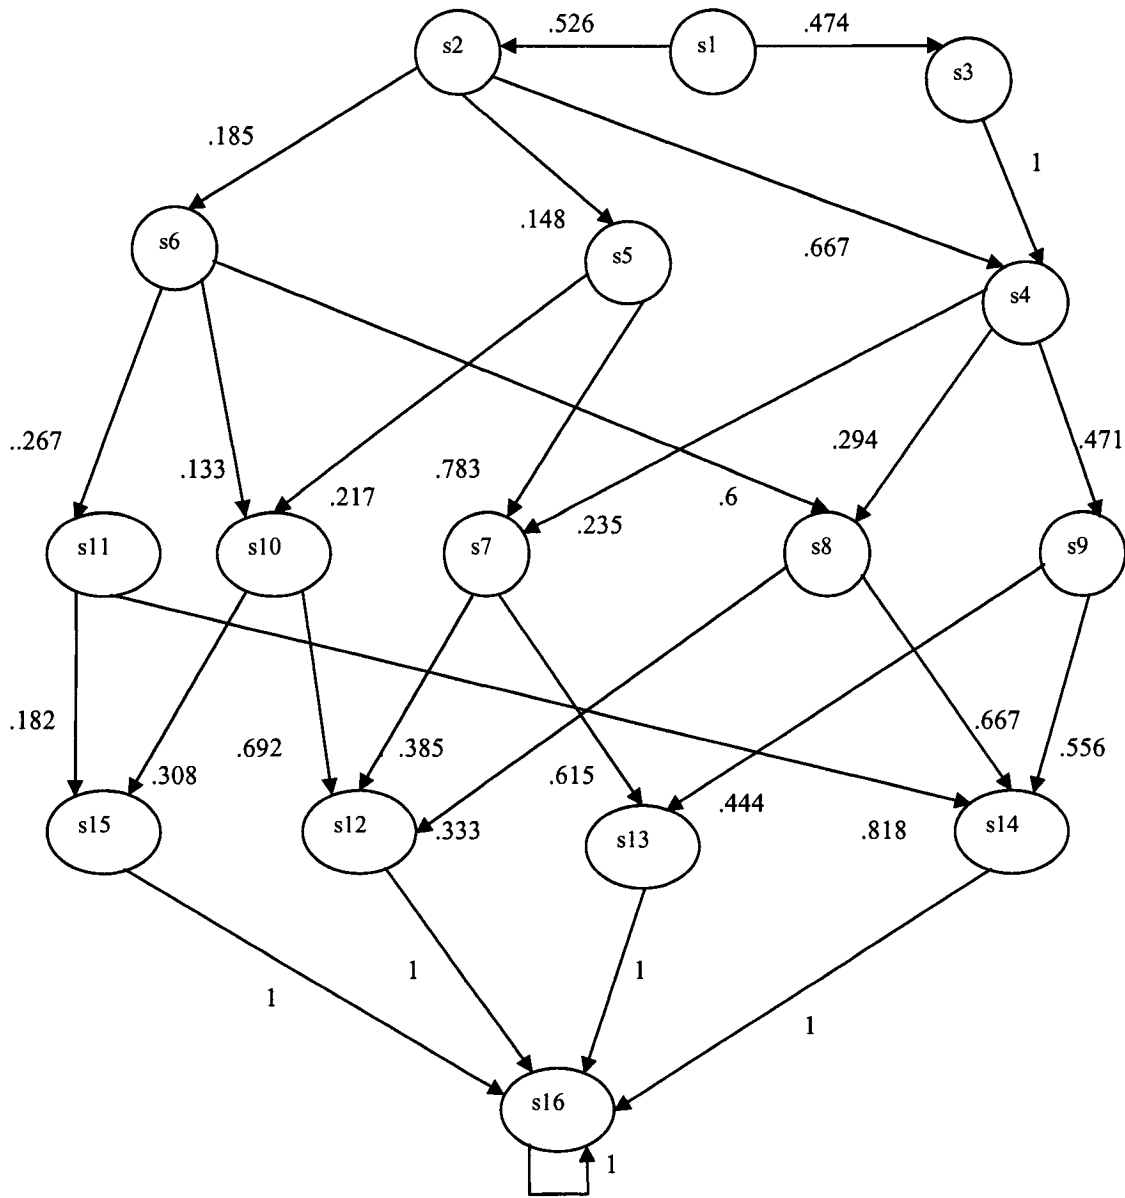 .526
.474
s2
s1
s3
.185
1
.148
.667
s6
s5
s4
..267
.133
.217
.783
.235
.6
.294
.471
s11
s10
s7
s8
s9
.182
.308
.692
.385
.615
.444
.667
.556
.333
.818
s15
s12
s13
s14
1
1
1
1
s16
1